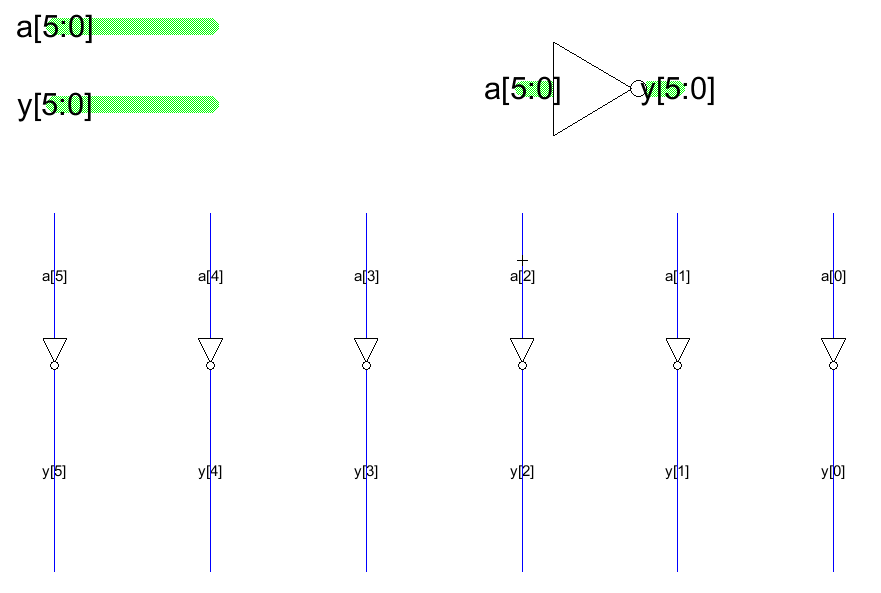 a[5:0]
y[5:0]
a[5:0] y[5:0]
a[5] a[4] a[3] a[2] a[1] a[0]
y[5] y[4] y[3] y[2] y[1] y[0]